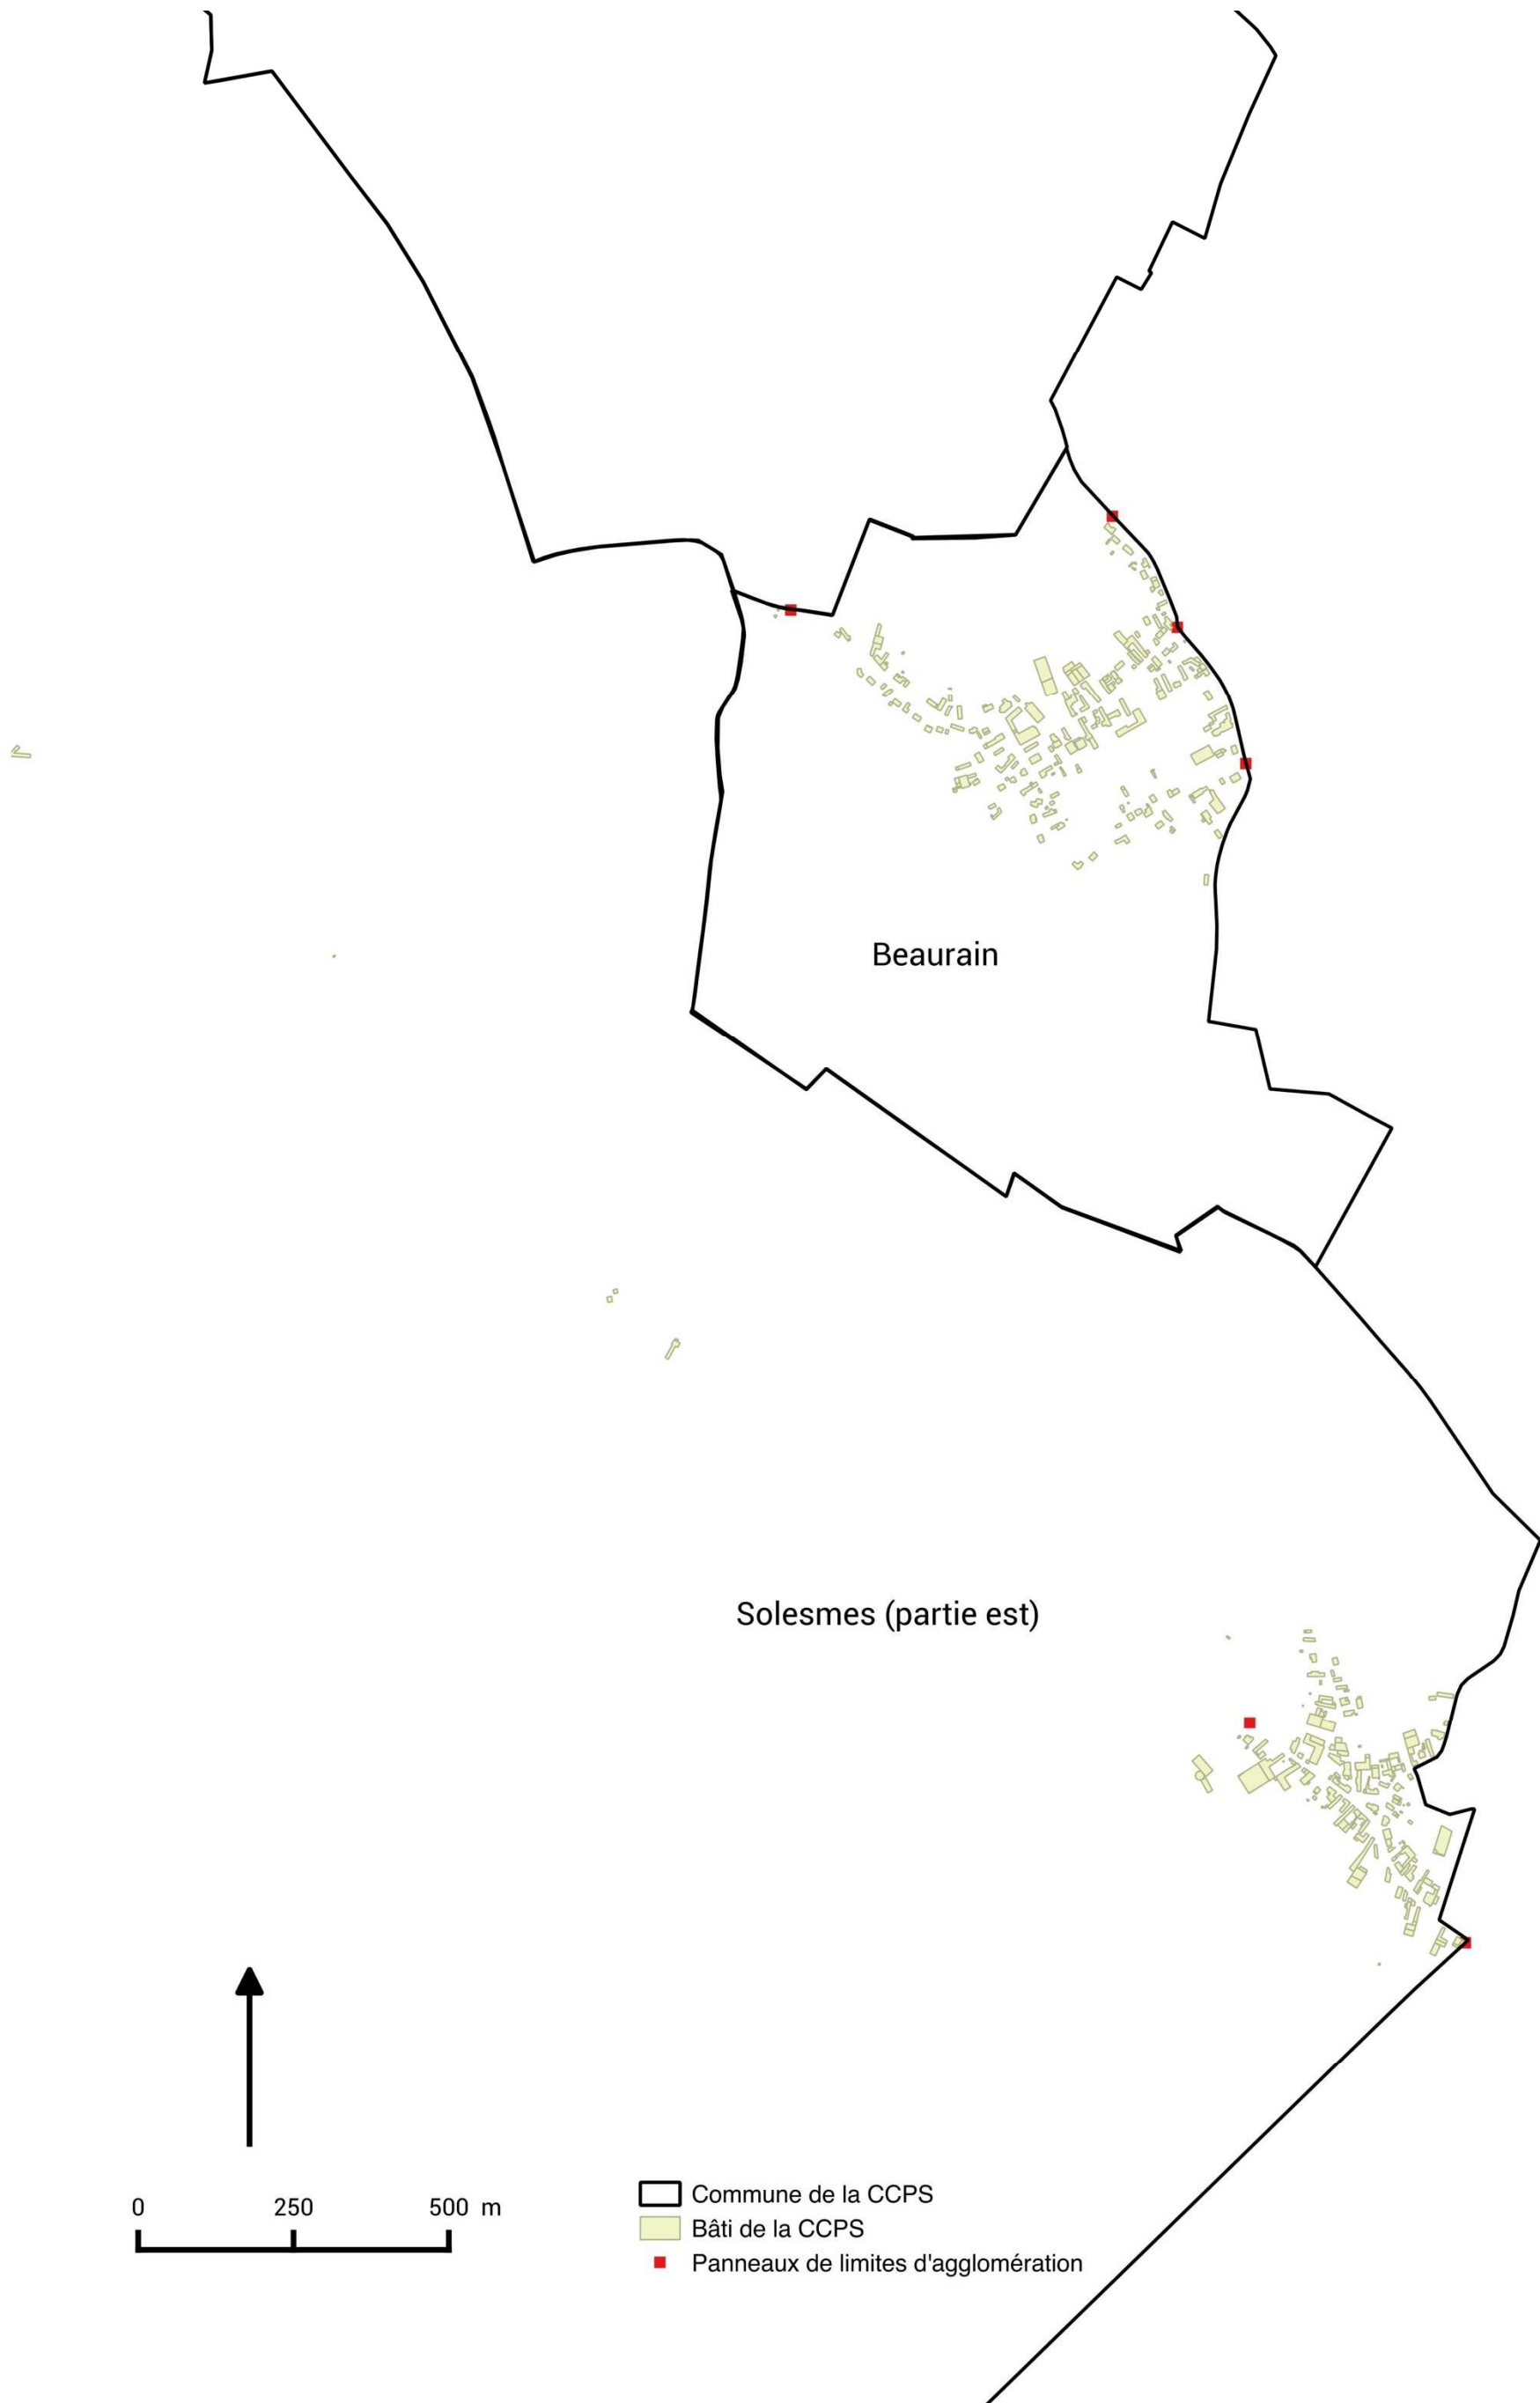 Beaurain
Solesmes (partie est)
0 250 500 m
Commune de la CCPS
Bâti de la CCPS
Panneaux de limites d'agglomération